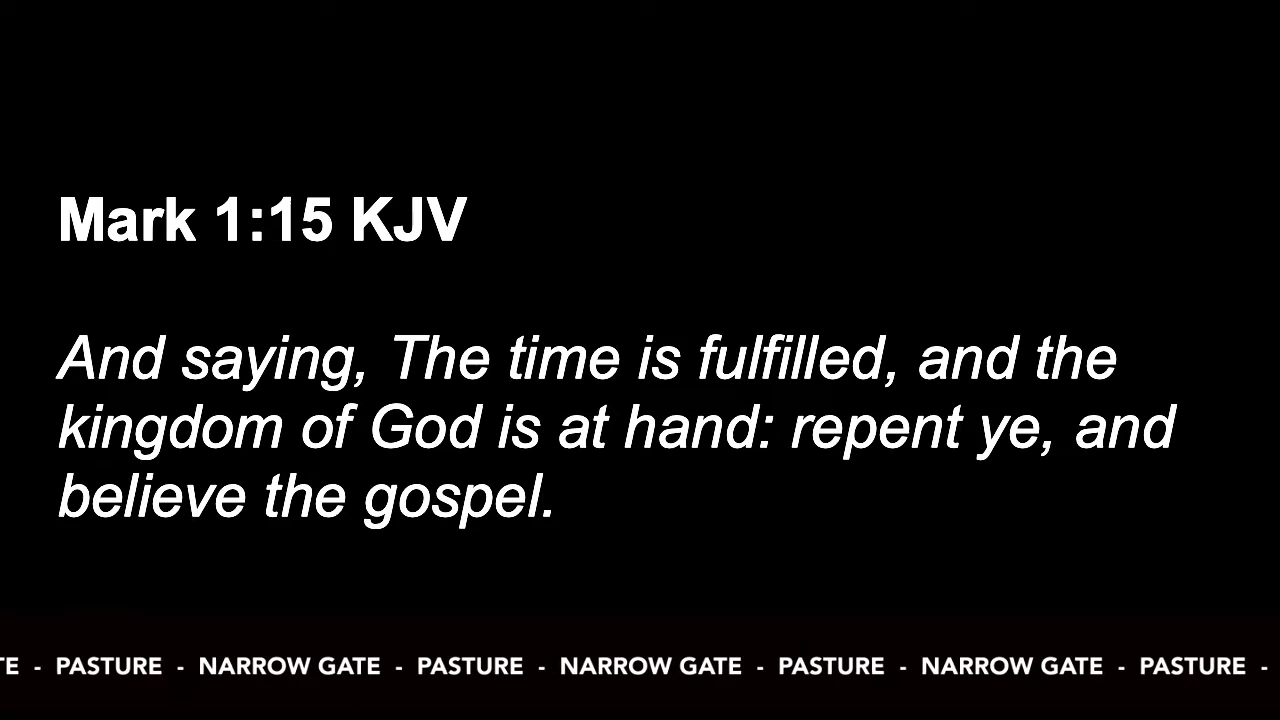 Mark 1:15 KJV
And saying, The time is fulfilled, and the
kingdom of God is at hand: repent ye, and
believe the gospel.
TE - PASTURE - NARROW GATE - PASTURE - NARROW GATE - PASTURE - NARROW GATE - PASTURE -